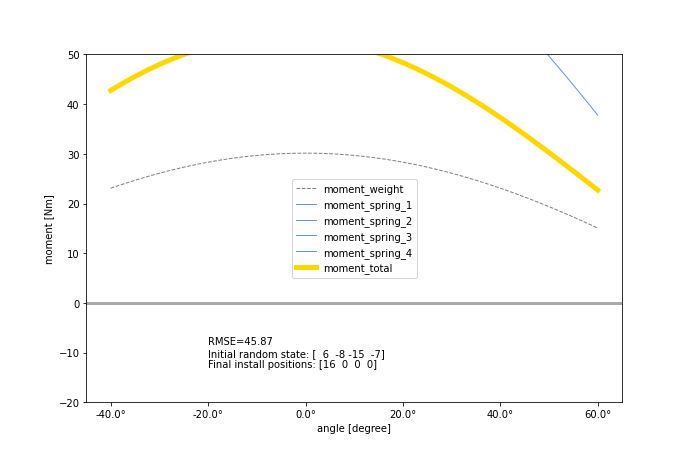 50
40
30
20
10
0
−10
−20
moment [Nm]
moment_weight
moment_spring_1
moment_spring_2
moment_spring_3
moment_spring_4
moment_total
RMSE=45.87
Initial random state: [  6  -8 -15  -7]
Final install positions: [16  0  0  0]
-40.0° -20.0° 0.0° 20.0° 40.0° 60.0°
angle [degree]